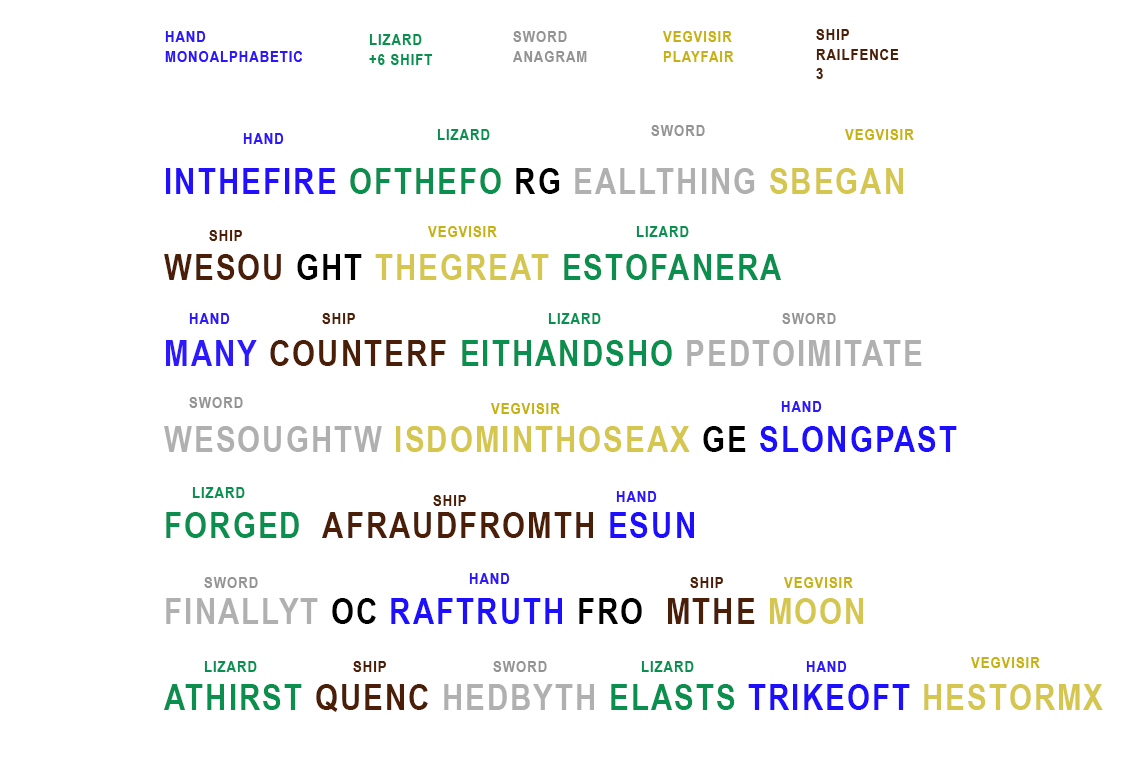 HAND LIZARD SWORD VEGVISIR SHIP
MONOALPHABETIC +6 SHIFT ANAGRAM PLAYFAIR RAILFENCE
3
HAND LIZARD SWORD VEGVISIR
INTHEFIRE OFTHEFO RG EALLTHING SBEGAN
SHIP VEGVISIR LIZARD
WESOU GHT THEGREAT ESTOFANERA
HAND SHIP LIZARD SWORD
MANY COUNTERF EITHANDSHO PEDTOIMITATE
SWORD VEGVISIR HAND
WESOUGHTW ISDOMINTHOSEAX GE SLONGPAST
LIZARD SHIP HAND
FORGED AFRAUDFROMTH ESUN
SWORD HAND SHIP VEGVISIR
FINALLYT OC RAFTRUTH FRO MTHE MOON
LIZARD SHIP SWORD LIZARD HAND VEGVISIR
ATHIRST QUENC HEDBYTH ELASTS TRIKEOFT HESTORMX